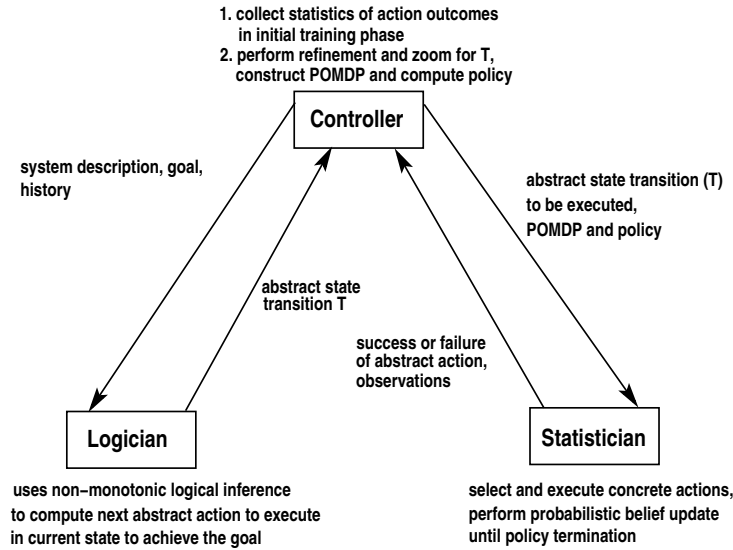 1. collect statistics of action outcomes
in initial training phase
2. perform refinement and zoom for T,
construct POMDP and compute policy
Controller
system description, goal,
history
abstract state transition (T)
to be executed,
POMDP and policy
abstract state
transition T
success or failure
of abstract action,
observations
Logician
Statistician
uses non−monotonic logical inference
to compute next abstract action to execute
in current state to achieve the goal
select and execute concrete actions,
perform probabilistic belief update
until policy termination